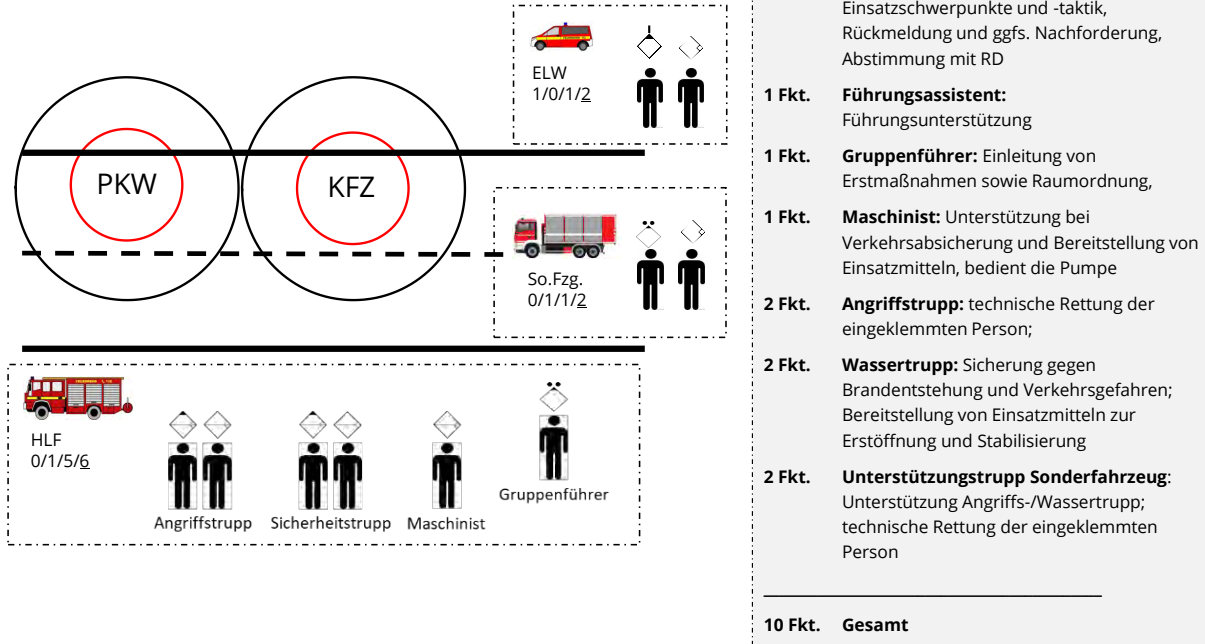 ELW
1/0/1/2
PKW
KFZ
So.Fzg.
0/1/1/2
HLF
0/1/5/6
Angriffstrupp
Sicherheitstrupp
Maschinist
Gruppenführer
Einsatzschwerpunkte und -taktik,
Rückmeldung und ggfs. Nachforderung,
Abstimmung mit RD
1 Fkt. Führungsassistent:
Führungsunterstützung
1 Fkt. Gruppenführer: Einleitung von
Erstmaßnahmen sowie Raumordnung,
1 Fkt. Maschinist: Unterstützung bei
Verkehrsabsicherung und Bereitstellung von
Einsatzmitteln, bedient die Pumpe
2 Fkt. Angriffstrupp: technische Rettung der
eingeklemmten Person;
2 Fkt. Wassertrupp: Sicherung gegen
Brandentstehung und Verkehrsgefahren;
Bereitstellung von Einsatzmitteln zur
Erstöffnung und Stabilisierung
2 Fkt. Unterstützungstrupp Sonderfahrzeug:
Unterstützung Angriffs-/Wassertrupp;
technische Rettung der eingeklemmten
Person
10 Fkt. Gesamt